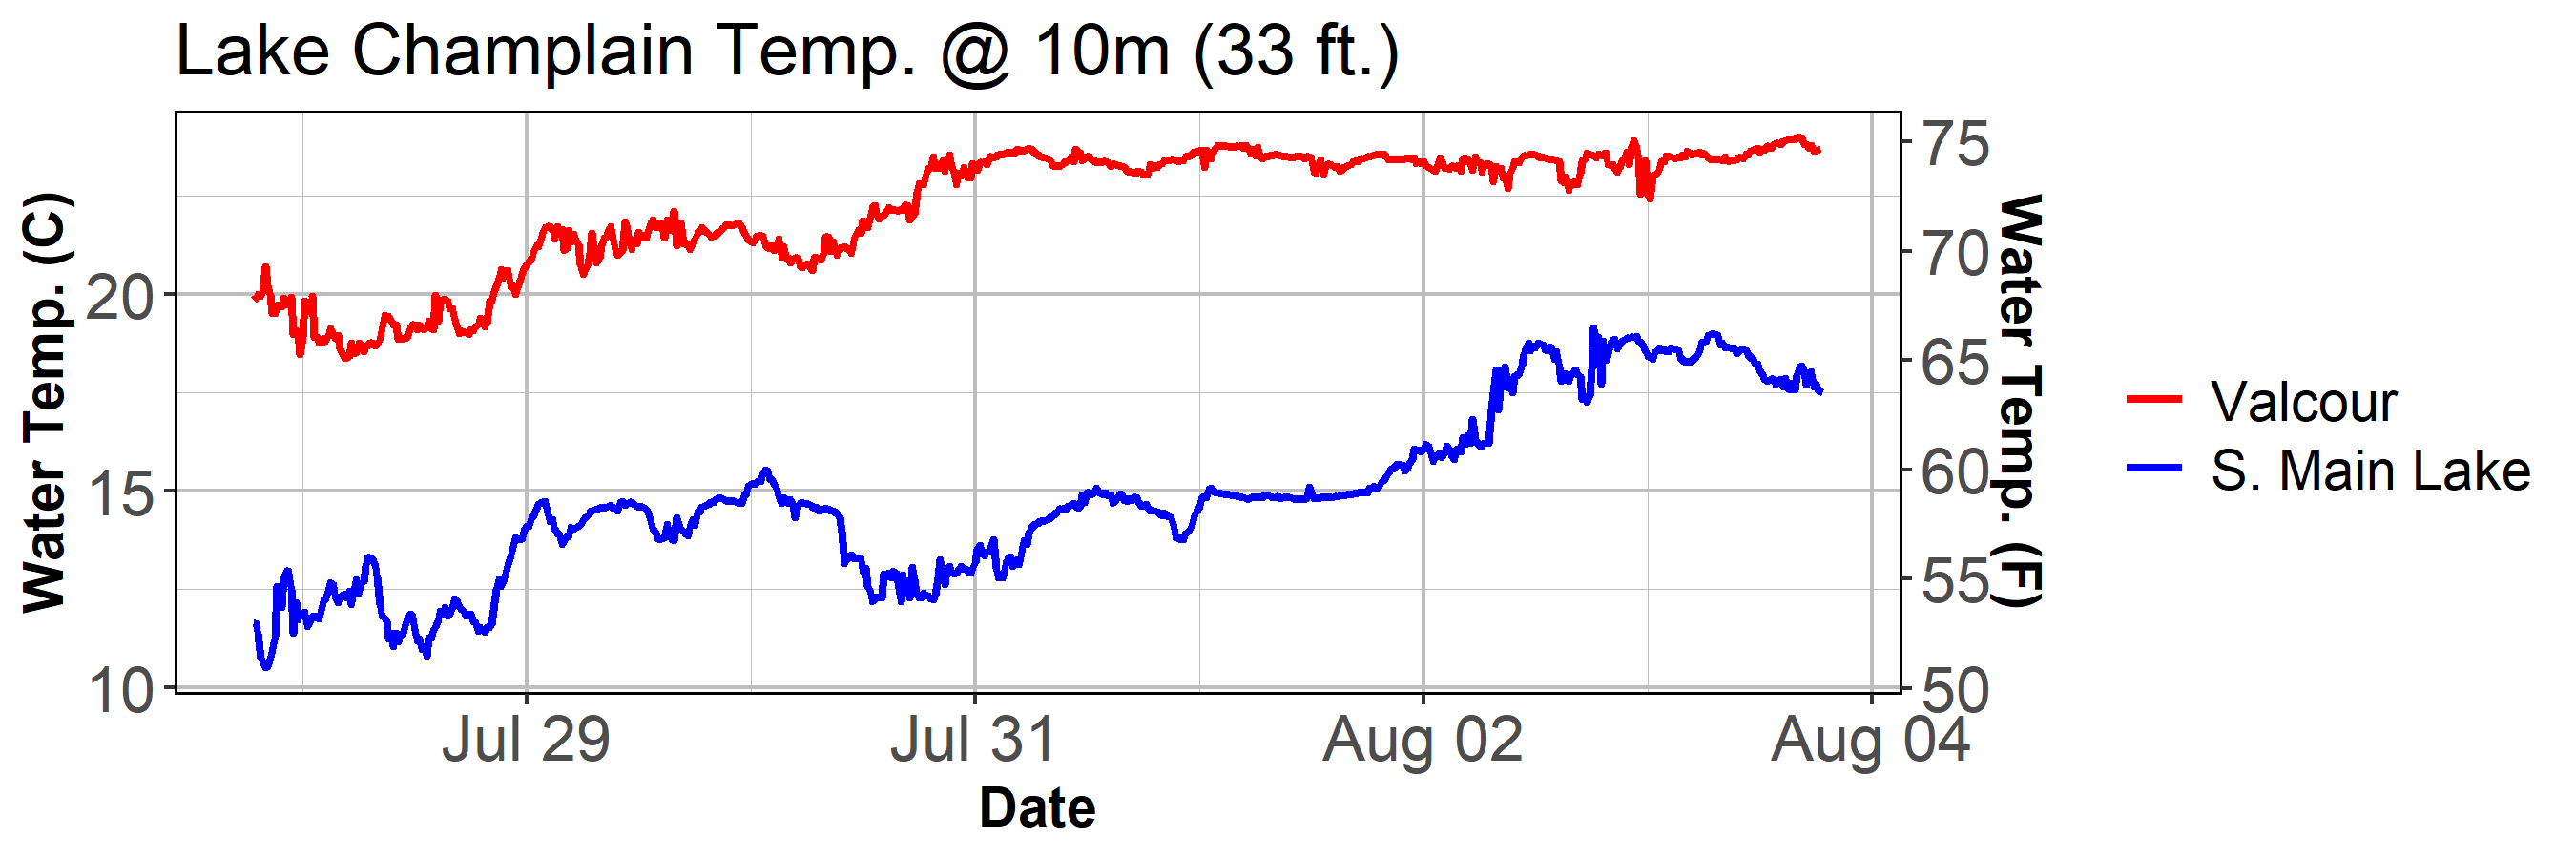 Lake Champlain Temp. @ 10m (33 ft.)
Water Temp. (C)
20
15
10
75
70
65
60
55
50
Water Temp. (F)
Jul 29
Jul 31
Aug 02
Aug 04
Date
Valcour
S. Main Lake